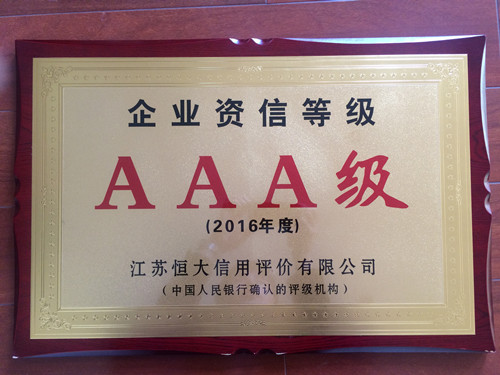 企业资信等级
AAA级
(2016年度)
江苏恒大信用评价有限公司
(中国人民银行确认的评级机构)